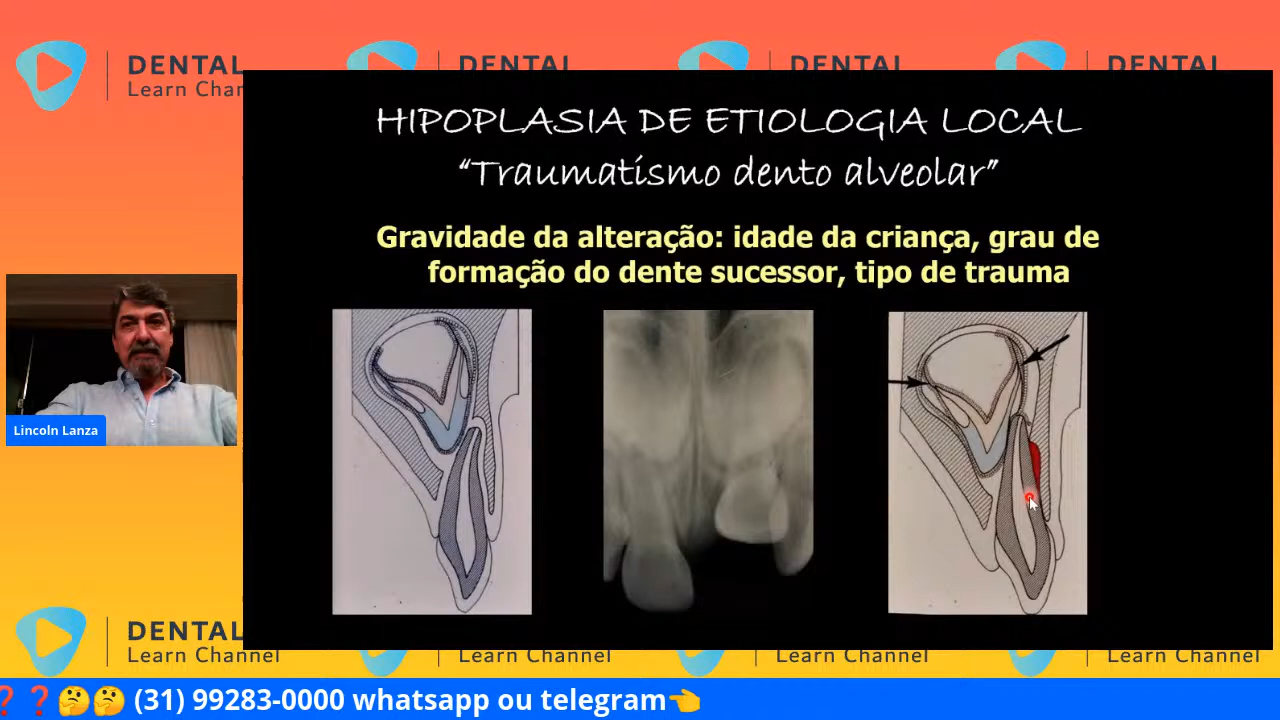 DENTAL
Learn Chan
DENTAL
DENTAL
DENTAL
HIPOPLASIA DE ETIOLOGIA LOCAL
“Traumatismo dento alveolar”
Gravidade da alteração: idade da criança, grau de
formação do dente sucessor, tipo de trauma
Lincoln Lanza
DENTAL
Learn Channel
Learn Channel
Learn Channel
Learn Channel
❓❓🤔🤔 (31) 99283-0000 whatsapp ou telegram👈